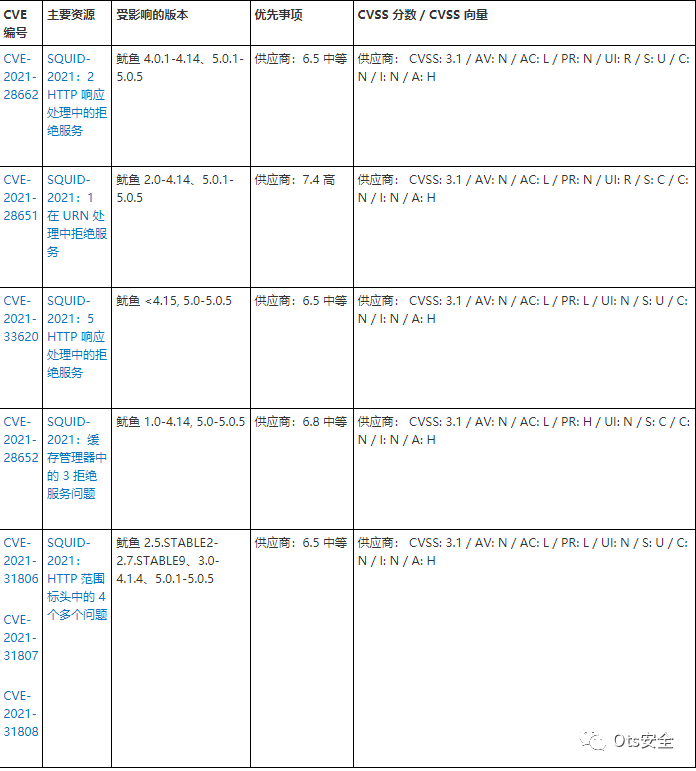 CVE
编号
主要资源
受影响的版本
优先事项
CVSS 分数 / CVSS 向量
CVE-
2021-
28662
SQUID-
2021：2
HTTP 响应
处理中的拒
绝服务
鱿鱼 4.0.1-4.14、5.0.1-
5.0.5
供应商：6.5 中等
供应商： CVSS: 3.1 / AV: N / AC: L / PR: N / UI: R / S: U / C:
N / I: N / A: H
CVE-
2021-
28651
SQUID-
2021：1
在 URN 处
理中拒绝服
务
鱿鱼 2.0-4.14、5.0.1-
5.0.5
供应商：7.4 高
供应商： CVSS: 3.1 / AV: N / AC: L / PR: N / UI: R / S: C / C:
N / I: N / A: H
CVE-
2021-
33620
SQUID-
2021：5
HTTP 响应
处理中的拒
绝服务
鱿鱼 <4.15, 5.0-5.0.5
供应商：6.5 中等
供应商： CVSS: 3.1 / AV: N / AC: L / PR: L / UI: N / S: U / C:
N / I: N / A: H
CVE-
2021-
28652
SQUID-
2021：缓
存管理器中
的 3 拒绝
服务问题
鱿鱼 1.0-4.14, 5.0-5.0.5
供应商：6.8 中等
供应商： CVSS: 3.1 / AV: N / AC: L / PR: H / UI: N / S: C / C:
N / I: N / A: H
CVE-
2021-
31806
CVE-
2021-
31807
CVE-
2021-
31808
SQUID-
2021：
HTTP 范围
标头中的 4
个多个问题
鱿鱼 2.5.STABLE2-
2.7.STABLE9、3.0-
4.1.4、5.0.1-5.0.5
供应商：6.5 中等
供应商： CVSS: 3.1 / AV: N / AC: L / PR: L / UI: N / S: U / C:
N / I: N / A: H
Ots安全